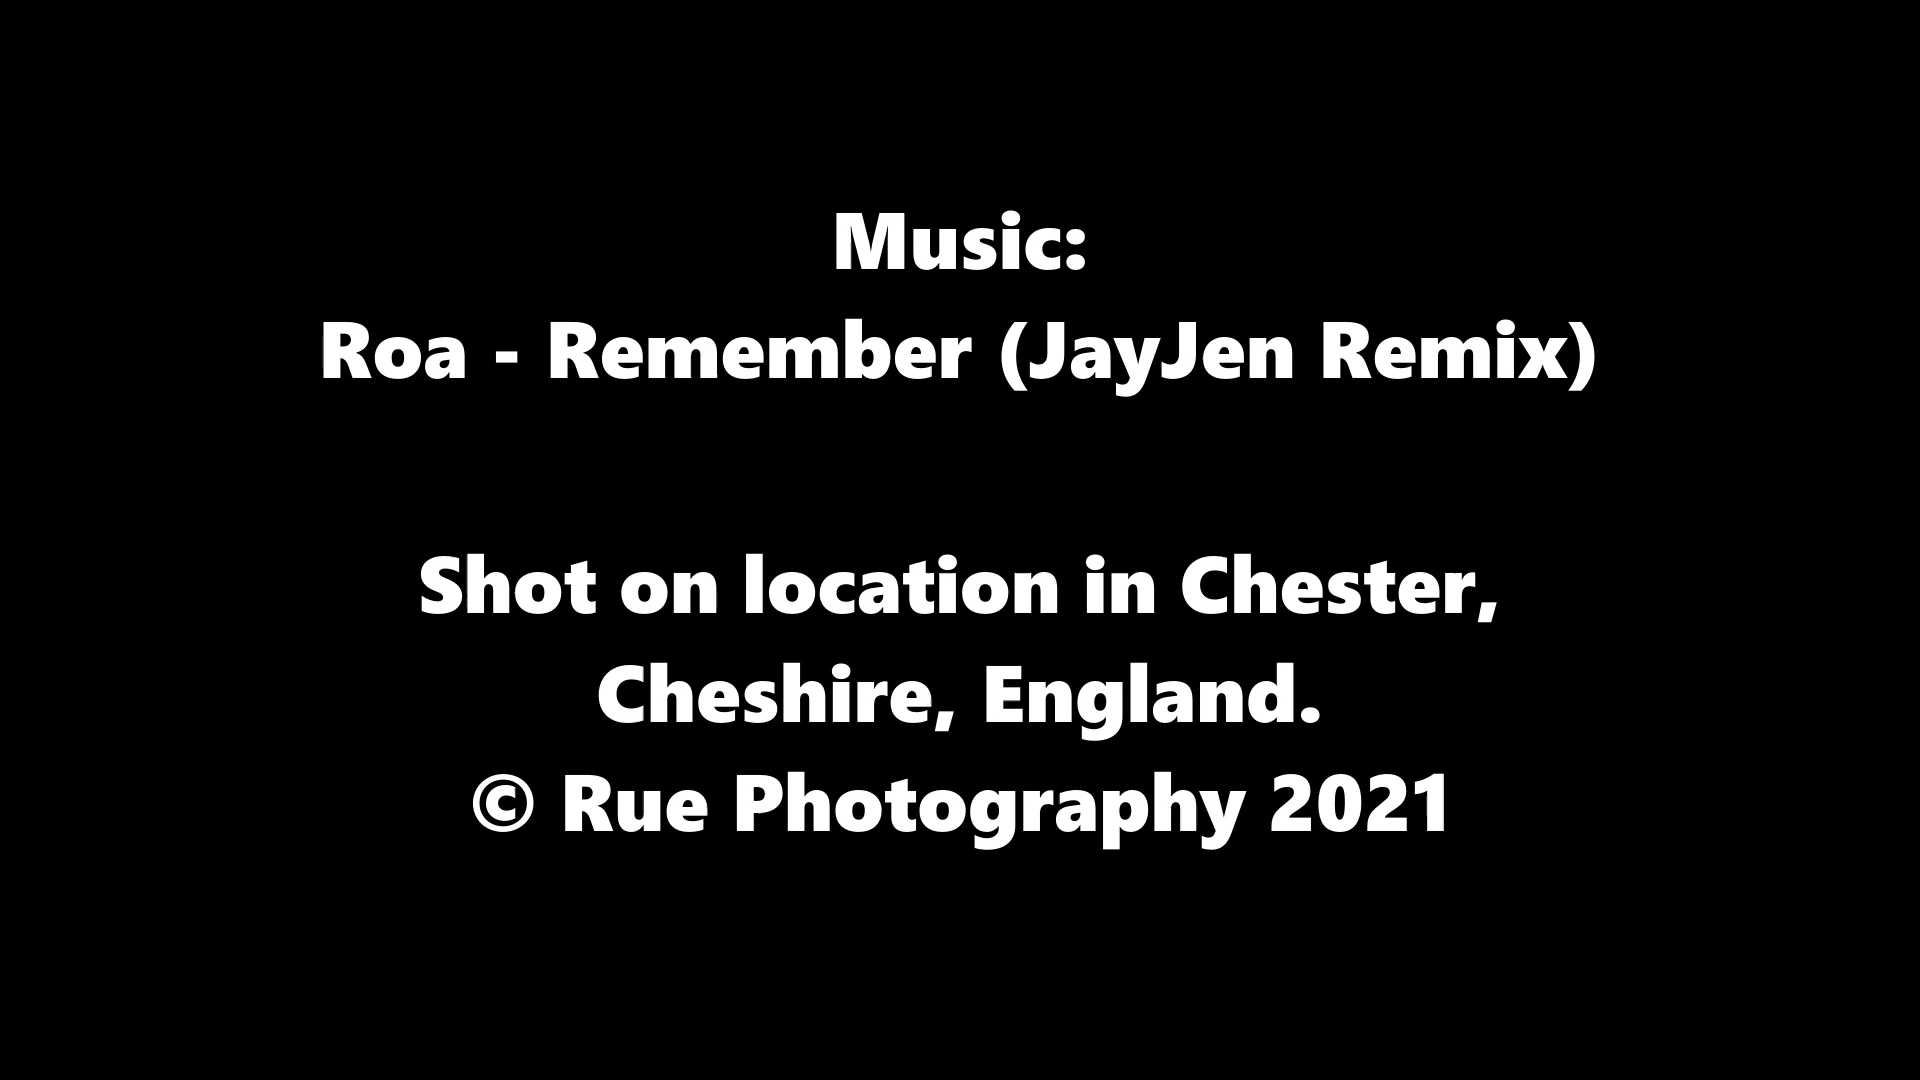 Music:
Roa - Remember (JayJen Remix)
Shot on location in Chester,
Cheshire, England.
© Rue Photography 2021